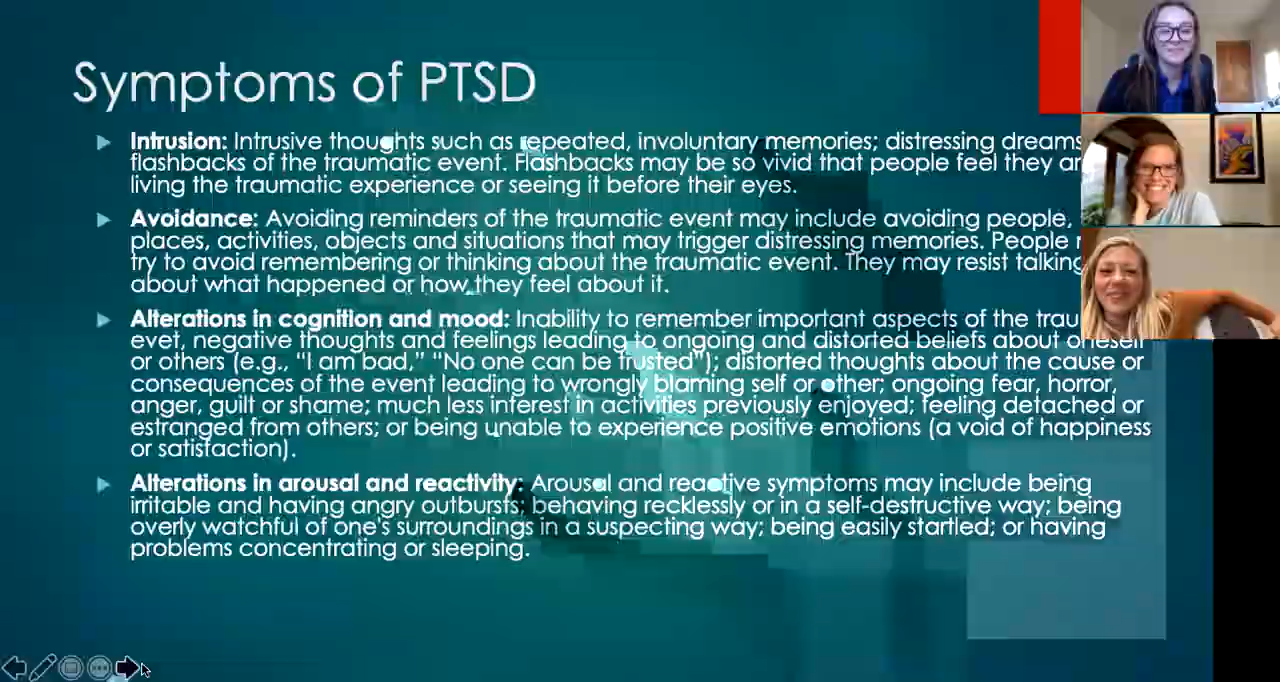 Symptoms of PTSD
Intrusion: Intrusive thoughts such as repeated, involuntary memories; distressing dreams
flashbacks of the traumatic event. Flashbacks may be so vivid that people feel they
living the traumatic experience or seeing it before their eyes.
Avoidance: Avoiding reminders of the traumatic event may include avoiding people,
places, activities, objects and situations that may trigger distressing memories. People
try to avoid remembering or thinking about the traumatic event. They may resist talking
about what happened or how they feel about it.
Alterations in cognition and mood: Inability to remember important aspects of the
evet, negative thoughts and feelings leading to ongoing and distorted beliefs about oneself
or others (e.g., “I am bad,” “No one can be trusted”); distorted thoughts about the cause or
consequences of the event leading to wrongly blaming self or other; ongoing fear, horror,
anger, guilt or shame; much less interest in activities previously enjoyed; feeling detached or
estranged from others; or being unable to experience positive emotions (a void of happiness
or satisfaction).
Alterations in arousal and reactivity: Arousal and reactive symptoms may include being
irritable and having angry outbursts; behaving recklessly or in a self-destructive way; being
overly watchful of one's surroundings in a suspecting way; being easily startled; or having
problems concentrating or sleeping.